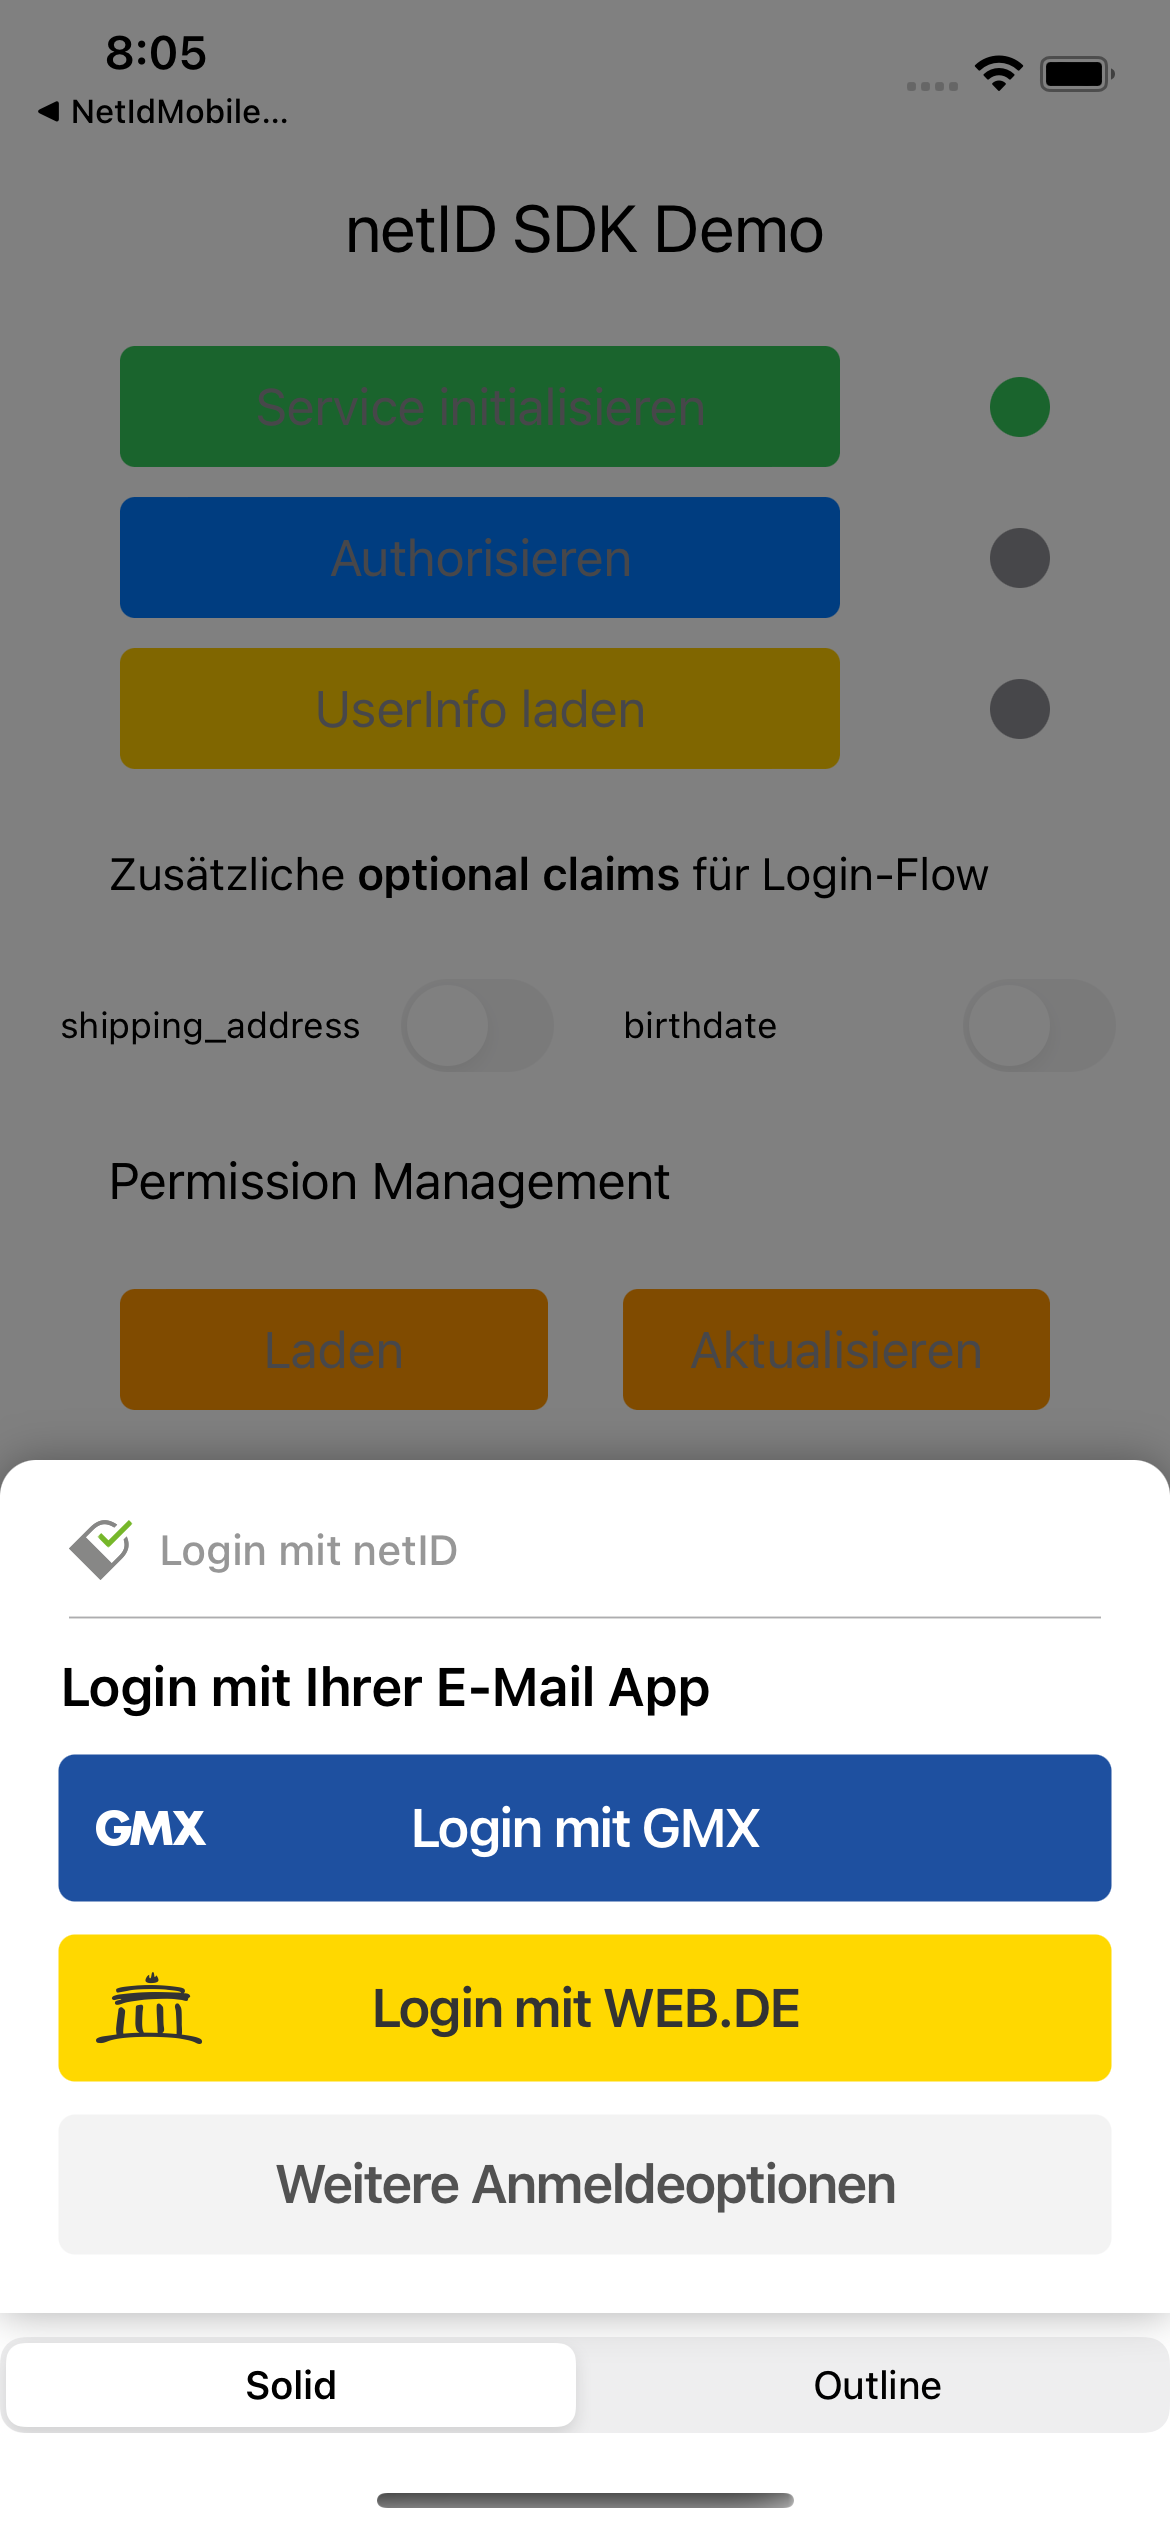 8:05
◀ NetIdMobile...
netID SDK Demo
Service initialisieren
Authorisieren
UserInfo laden
Zusätzliche optional claims für Login-Flow
shipping_address birthdate
Permission Management
Laden Aktualisieren
Login mit netID
Login mit Ihrer E-Mail App
GMX Login mit GMX
Login mit WEB.DE
Weitere Anmeldeoptionen
Solid Outline